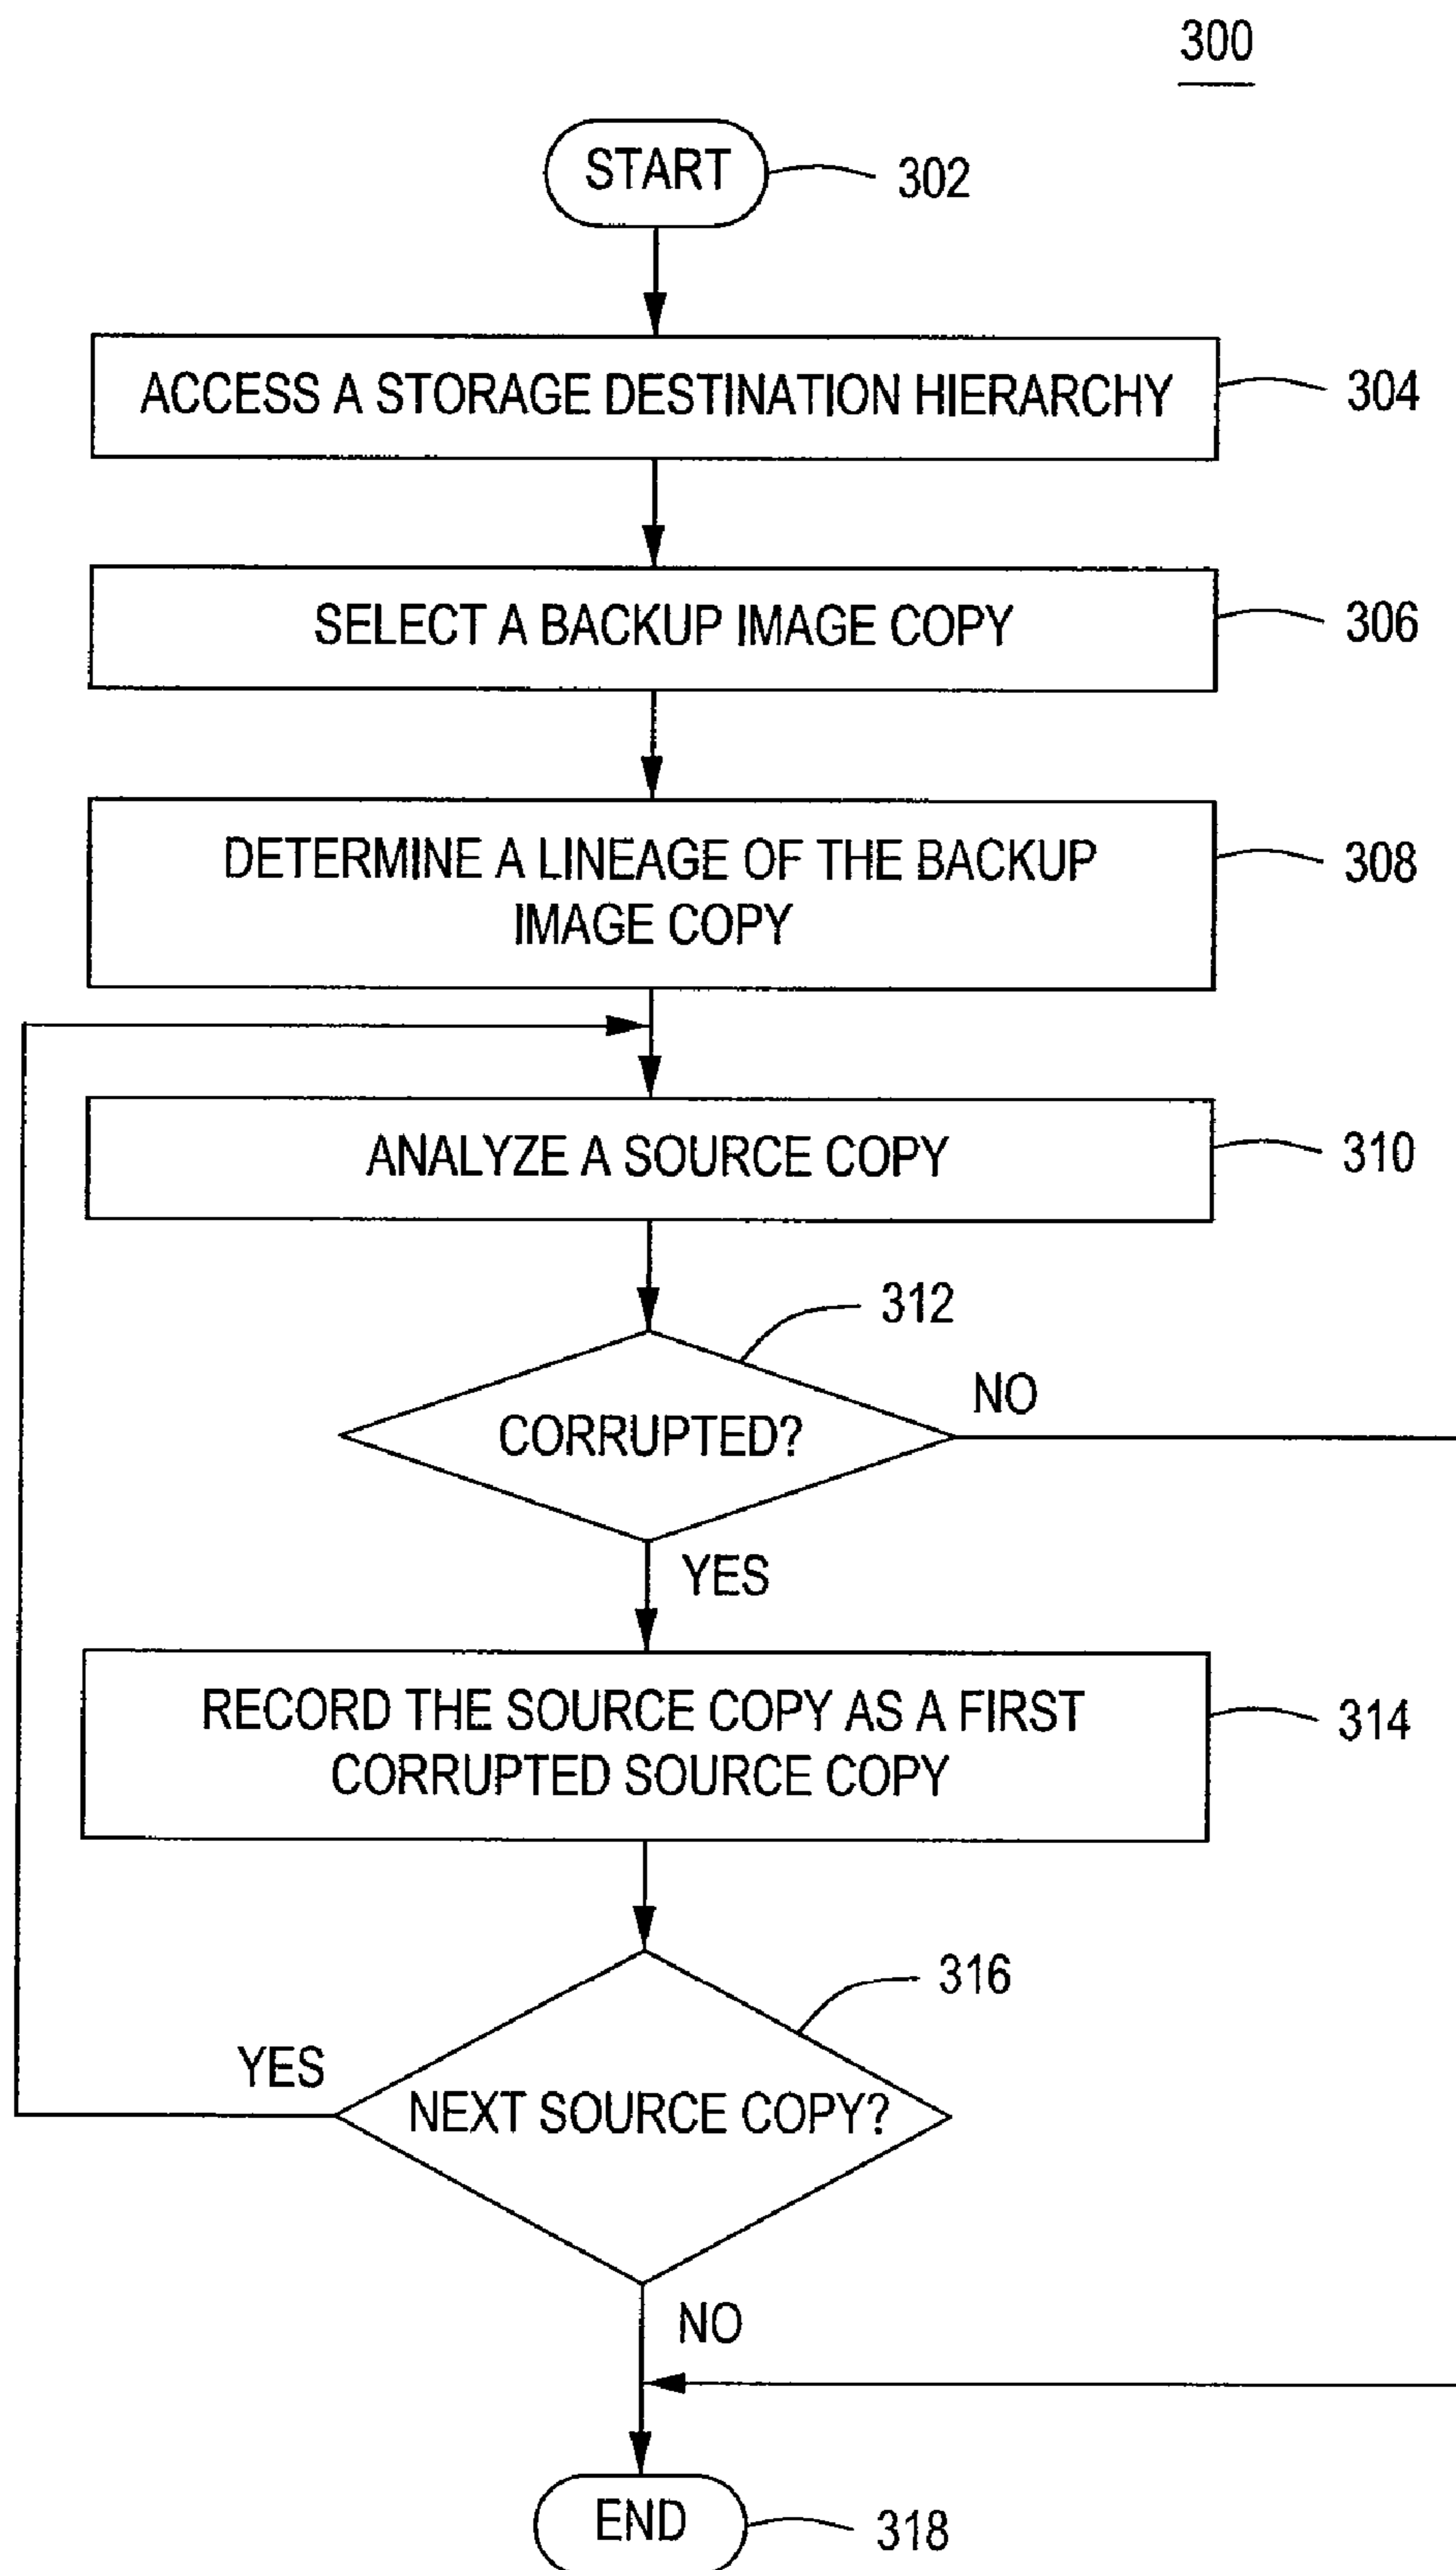 300
START
302
ACCESS A STORAGE DESTINATION HIERARCHY
304
SELECT A BACKUP IMAGE COPY
306
DETERMINE A LINEAGE OF THE BACKUP
IMAGE COPY
308
ANALYZE A SOURCE COPY
310
312
CORRUPTED?
NO
YES
RECORD THE SOURCE COPY AS A FIRST
CORRUPTED SOURCE COPY
314
316
YES
NEXT SOURCE COPY?
NO
END
318